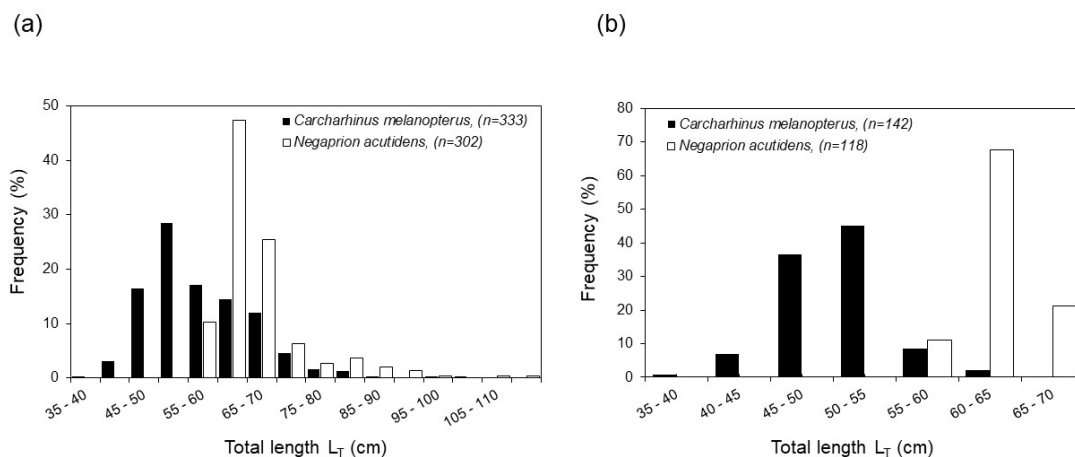 (a)
(b)
50
40
30
20
10
0
Frequency (%)
Carcharhinus melanopterus, (n=333)
Negaprion acutidens, (n=302)
35 - 40
45 - 50
55 - 60
65 - 70
75 - 80
85 - 90
95 - 100
105 - 110
Total length LT (cm)
80
70
60
50
40
30
20
10
0
Frequency (%)
Carcharhinus melanopterus, (n=142)
Negaprion acutidens, (n=118)
35 - 40
40 - 45
45 - 50
50 - 55
55 - 60
60 - 65
65 - 70
Total length LT (cm)